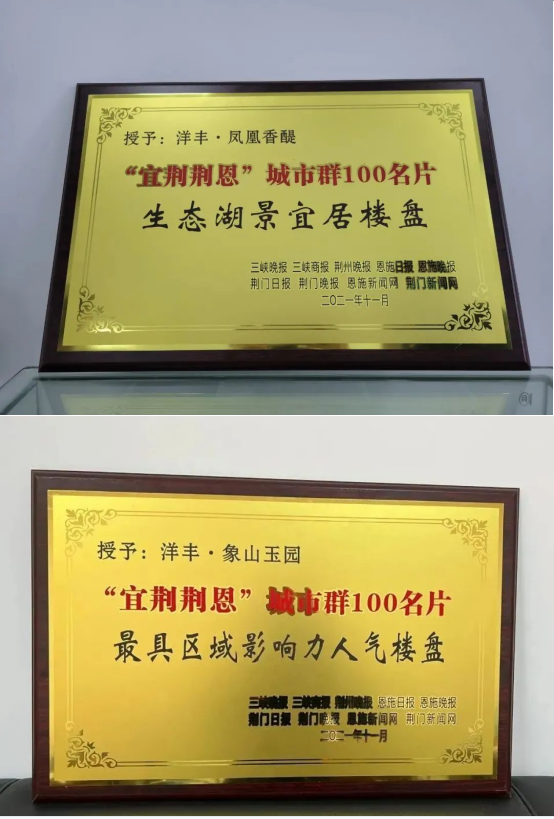 授予：洋丰·凤凰香醍
“宜荆荆恩”城市群100名片
生态湖景宜居楼盘
三峡晚报 三峡商报 荆州晚报 恩施日报 恩施晚报
荆门日报 荆门晚报 恩施新闻网 荆门新闻网
二〇二一年十一月
授予：洋丰·象山玉园
“宜荆荆恩”城市群100名片
最具区域影响力人气楼盘
三峡晚报 三峡商报 荆州晚报 恩施日报 恩施晚报
荆门日报 荆门晚报 恩施新闻网 荆门新闻网
二〇二一年十一月